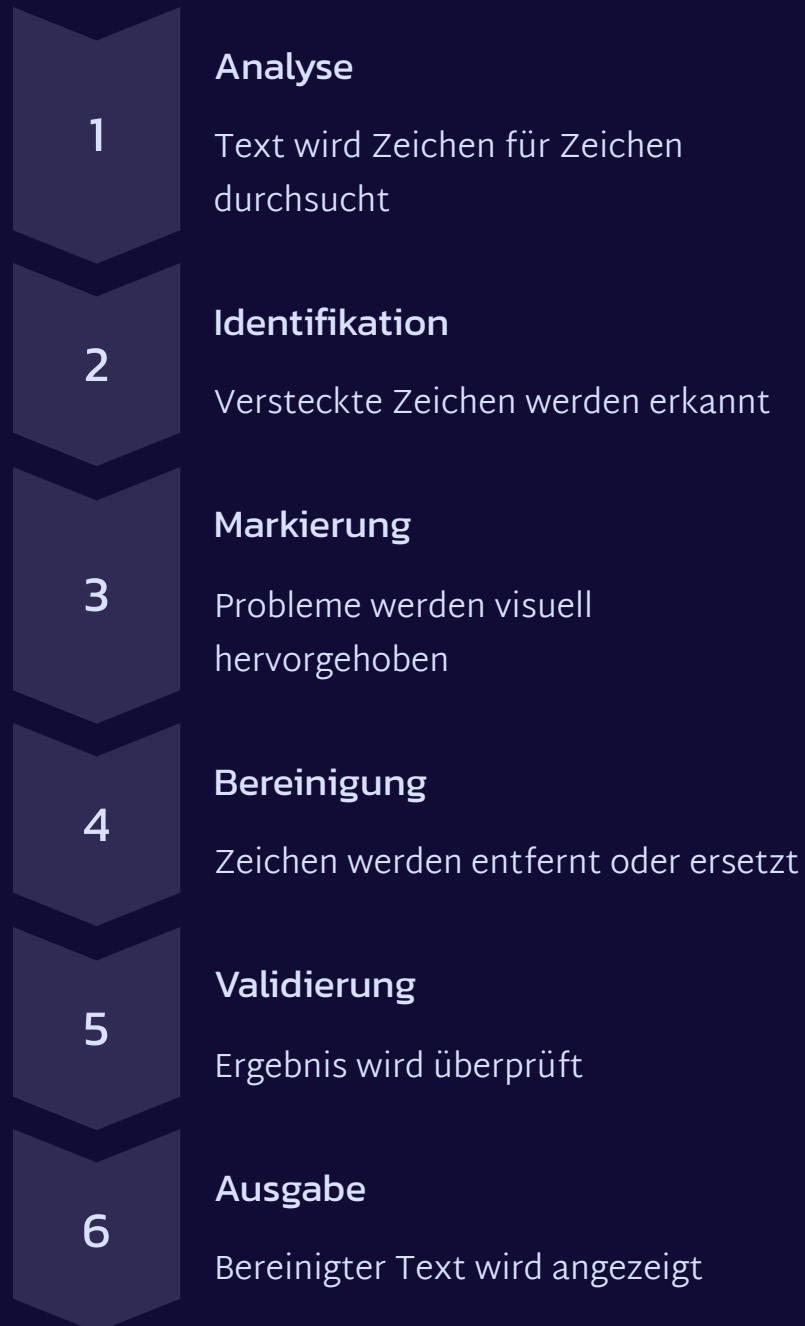 1
Analyse
Text wird Zeichen für Zeichen
durchsucht
2
Identifikation
Versteckte Zeichen werden erkannt
3
Markierung
Probleme werden visuell
hervorgehoben
4
Bereinigung
Zeichen werden entfernt oder ersetzt
5
Validierung
Ergebnis wird überprüft
6
Ausgabe
Bereinigter Text wird angezeigt